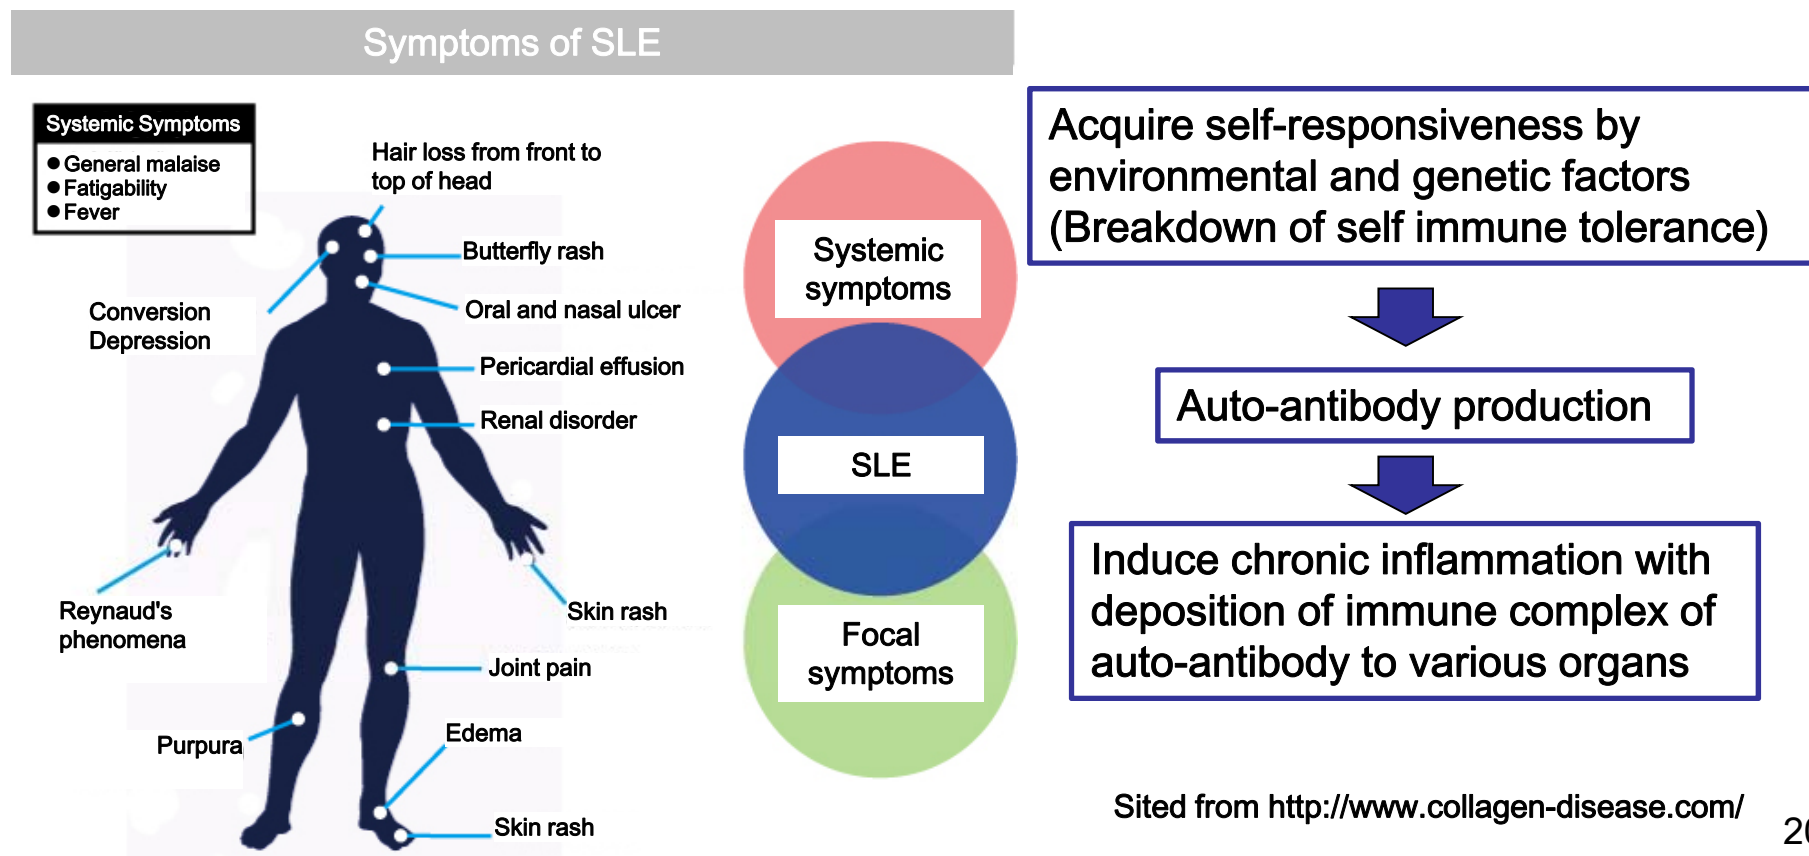 Symptoms of SLE
Systemic Symptoms
● General malaise
● Fatigability
● Fever
Hair loss from front to
top of head
Butterfly rash
Oral and nasal ulcer
Conversion
Depression
Pericardial effusion
Renal disorder
Reynaud's
phenomena
Skin rash
Joint pain
Purpura
Edema
Skin rash
Systemic
symptoms
SLE
Focal
symptoms
Acquire self-responsiveness by
environmental and genetic factors
(Breakdown of self immune tolerance)
Auto-antibody production
Induce chronic inflammation with
deposition of immune complex of
auto-antibody to various organs
Sited from http://www.collagen-disease.com/